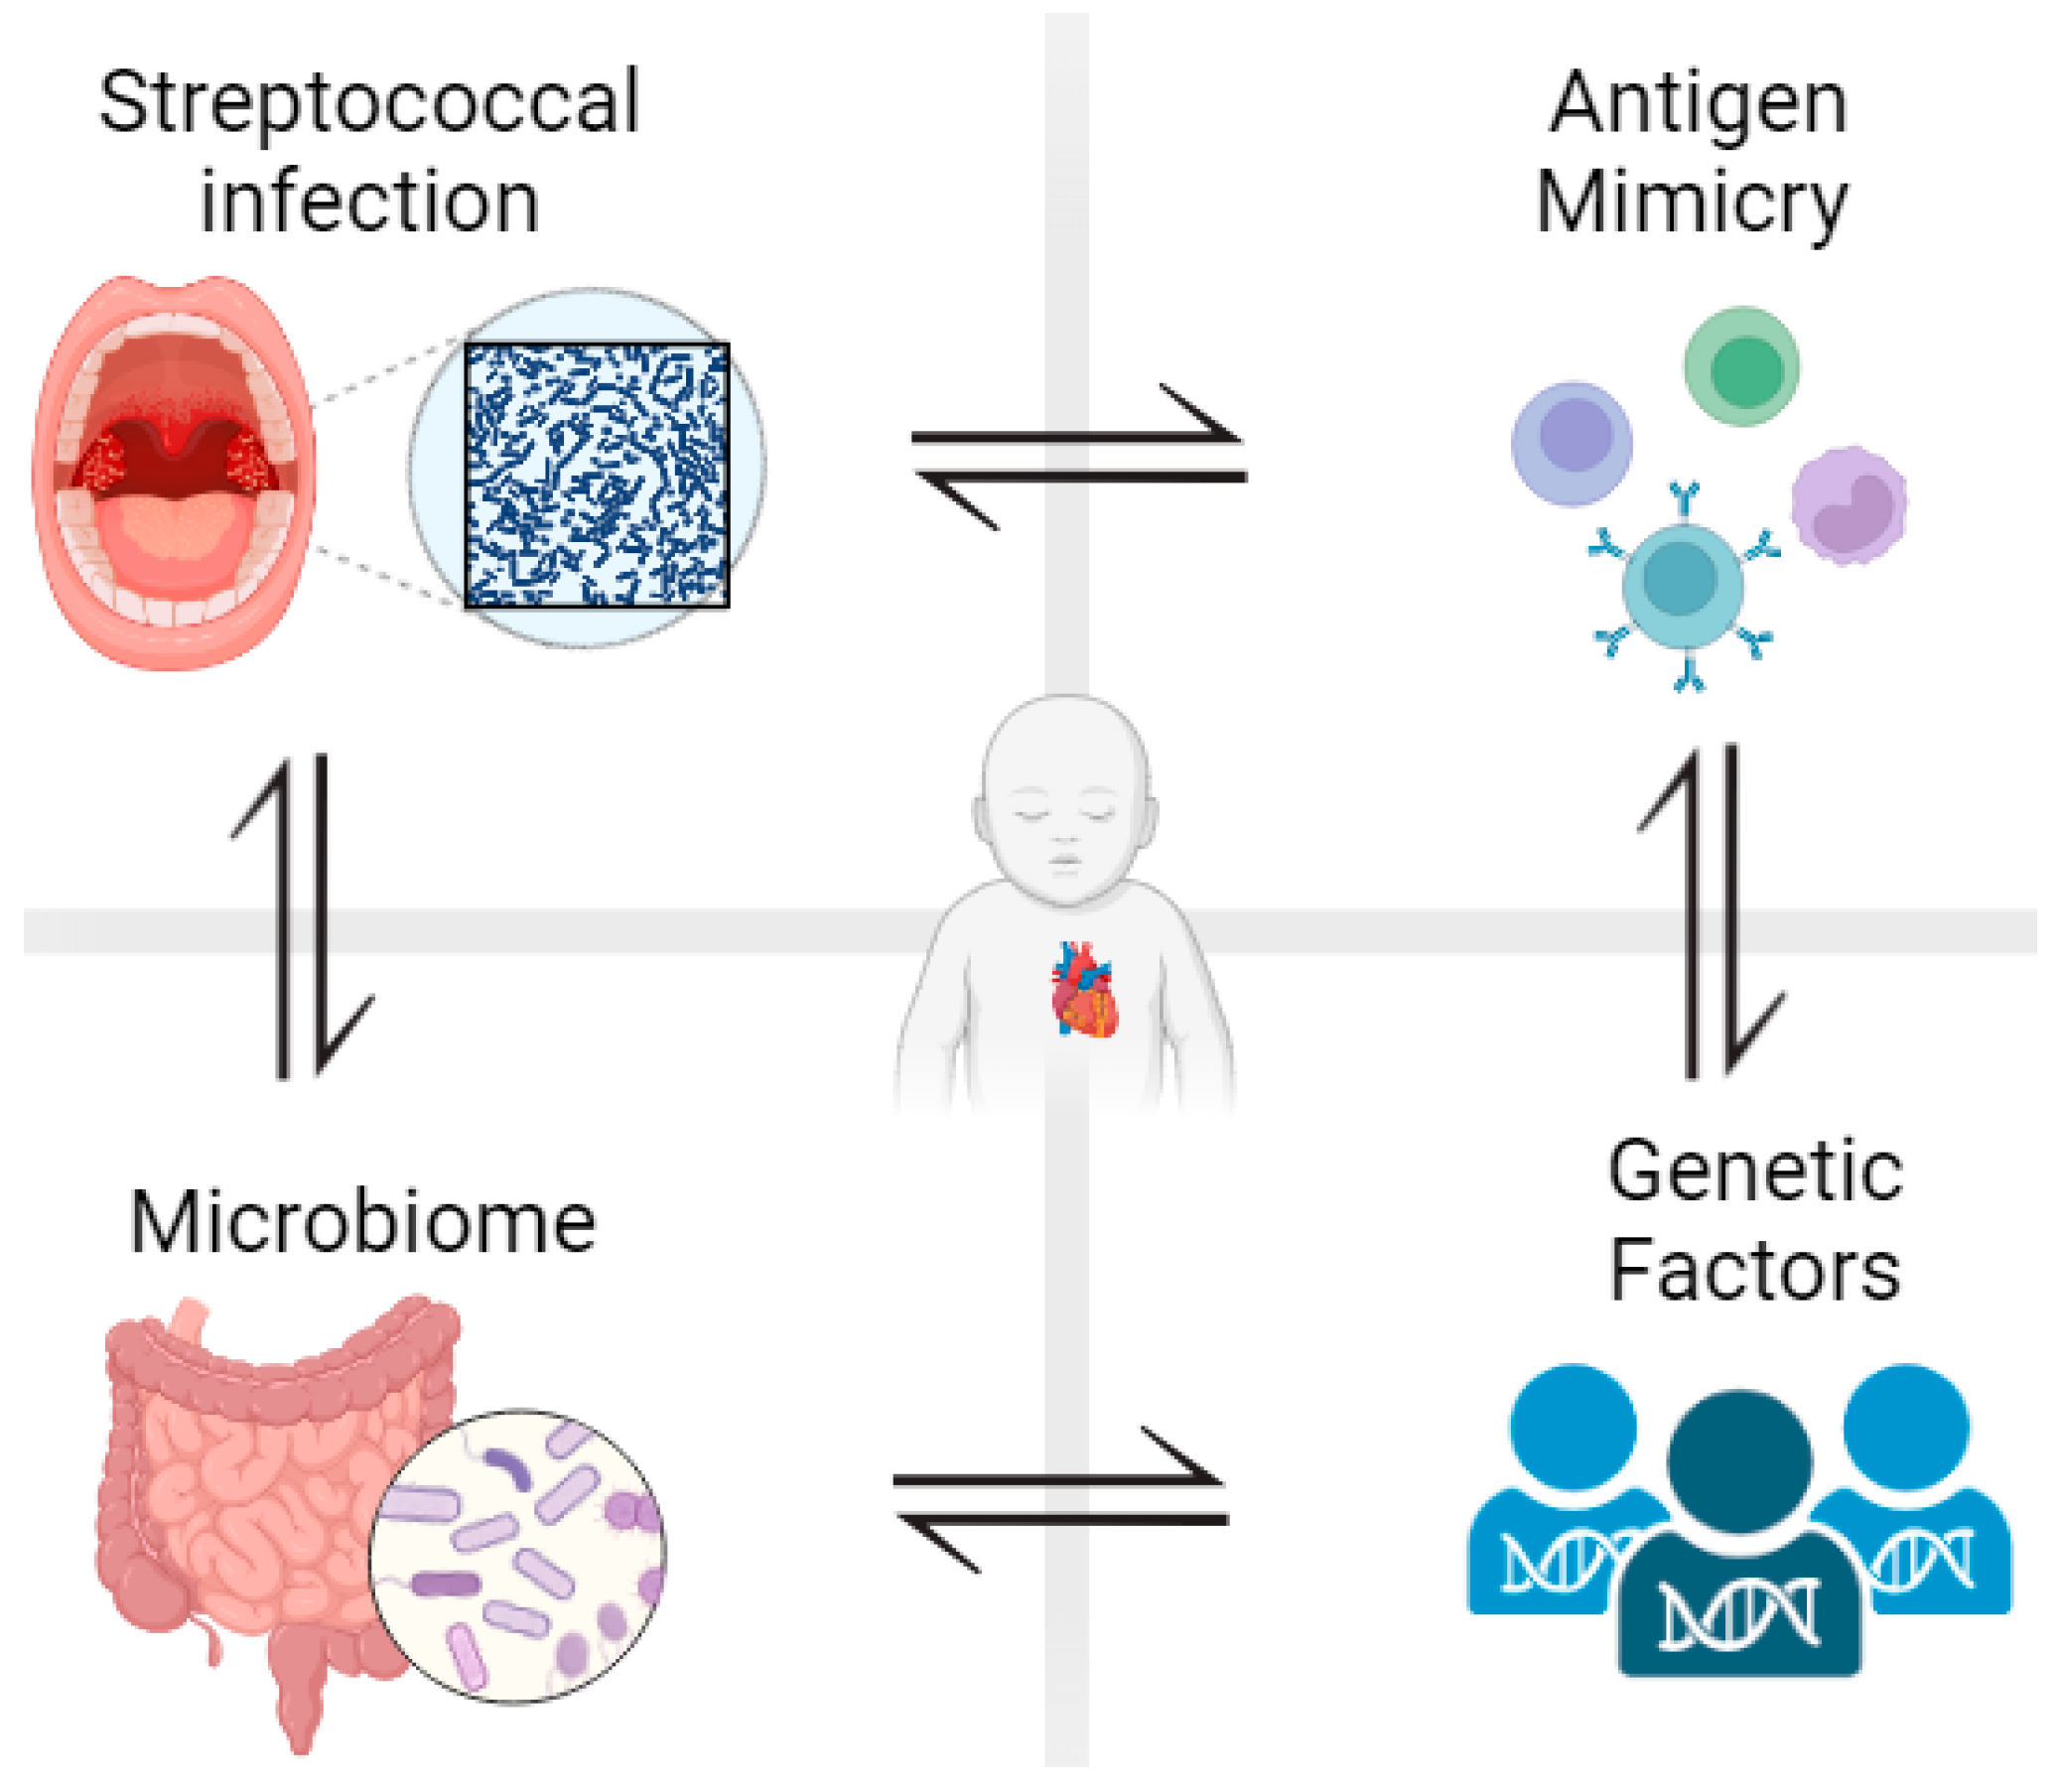 Streptococcal
infection
Antigen
Mimicry
Microbiome
Genetic
Factors